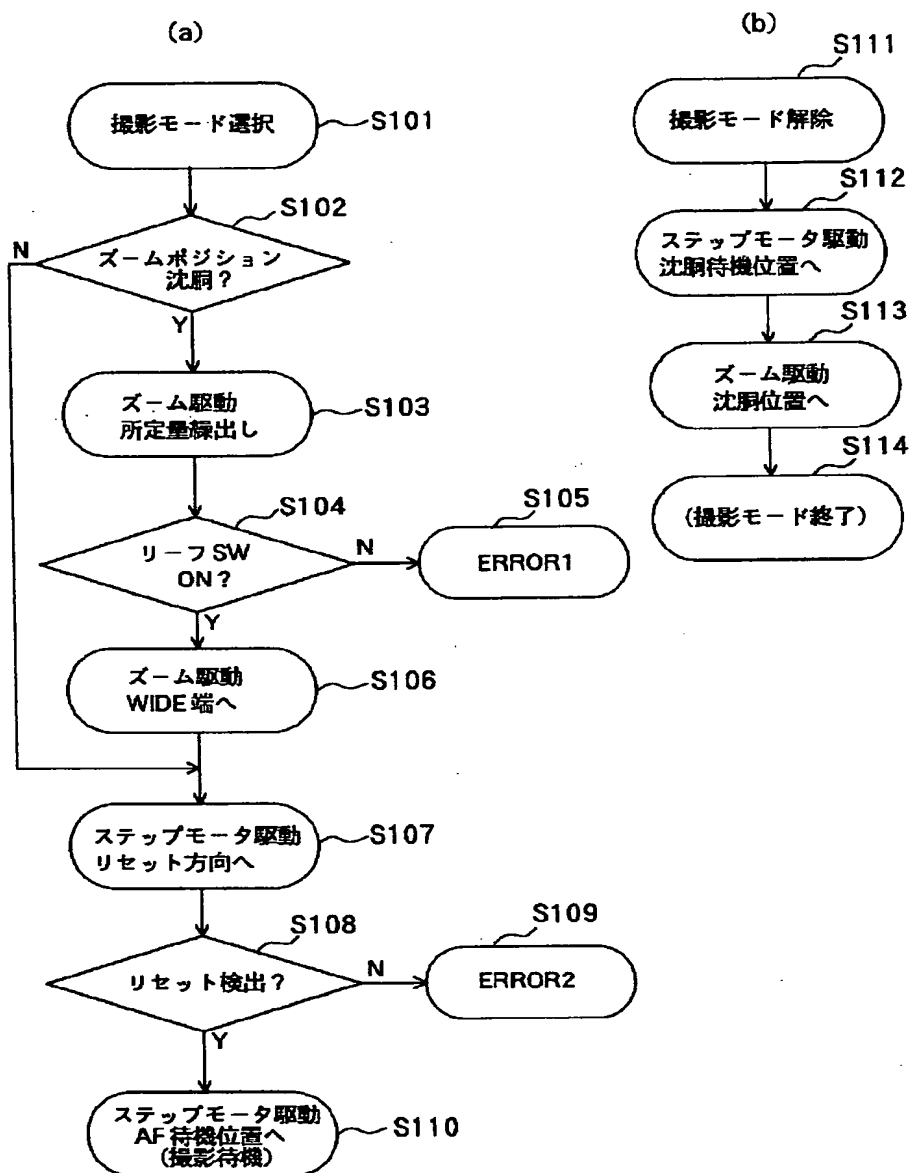 (a)
撮影モード選択
S101
S102
N
ズームポジション
沈胴？
Y
ズーム駆動
所定量繰出し
S103
S104
リーフSW
ON？
N
S105
ERROR1
Y
ズーム駆動
WIDE端へ
S106
ステップモータ駆動
リセット方向へ
S107
S108
リセット検出？
N
S109
ERROR2
Y
ステップモータ駆動
AF待機位置へ
(撮影待機)
S110
(b)
S111
撮影モード解除
S112
ステップモータ駆動
沈胴待機位置へ
S113
ズーム駆動
沈胴位置へ
S114
(撮影モード終了)